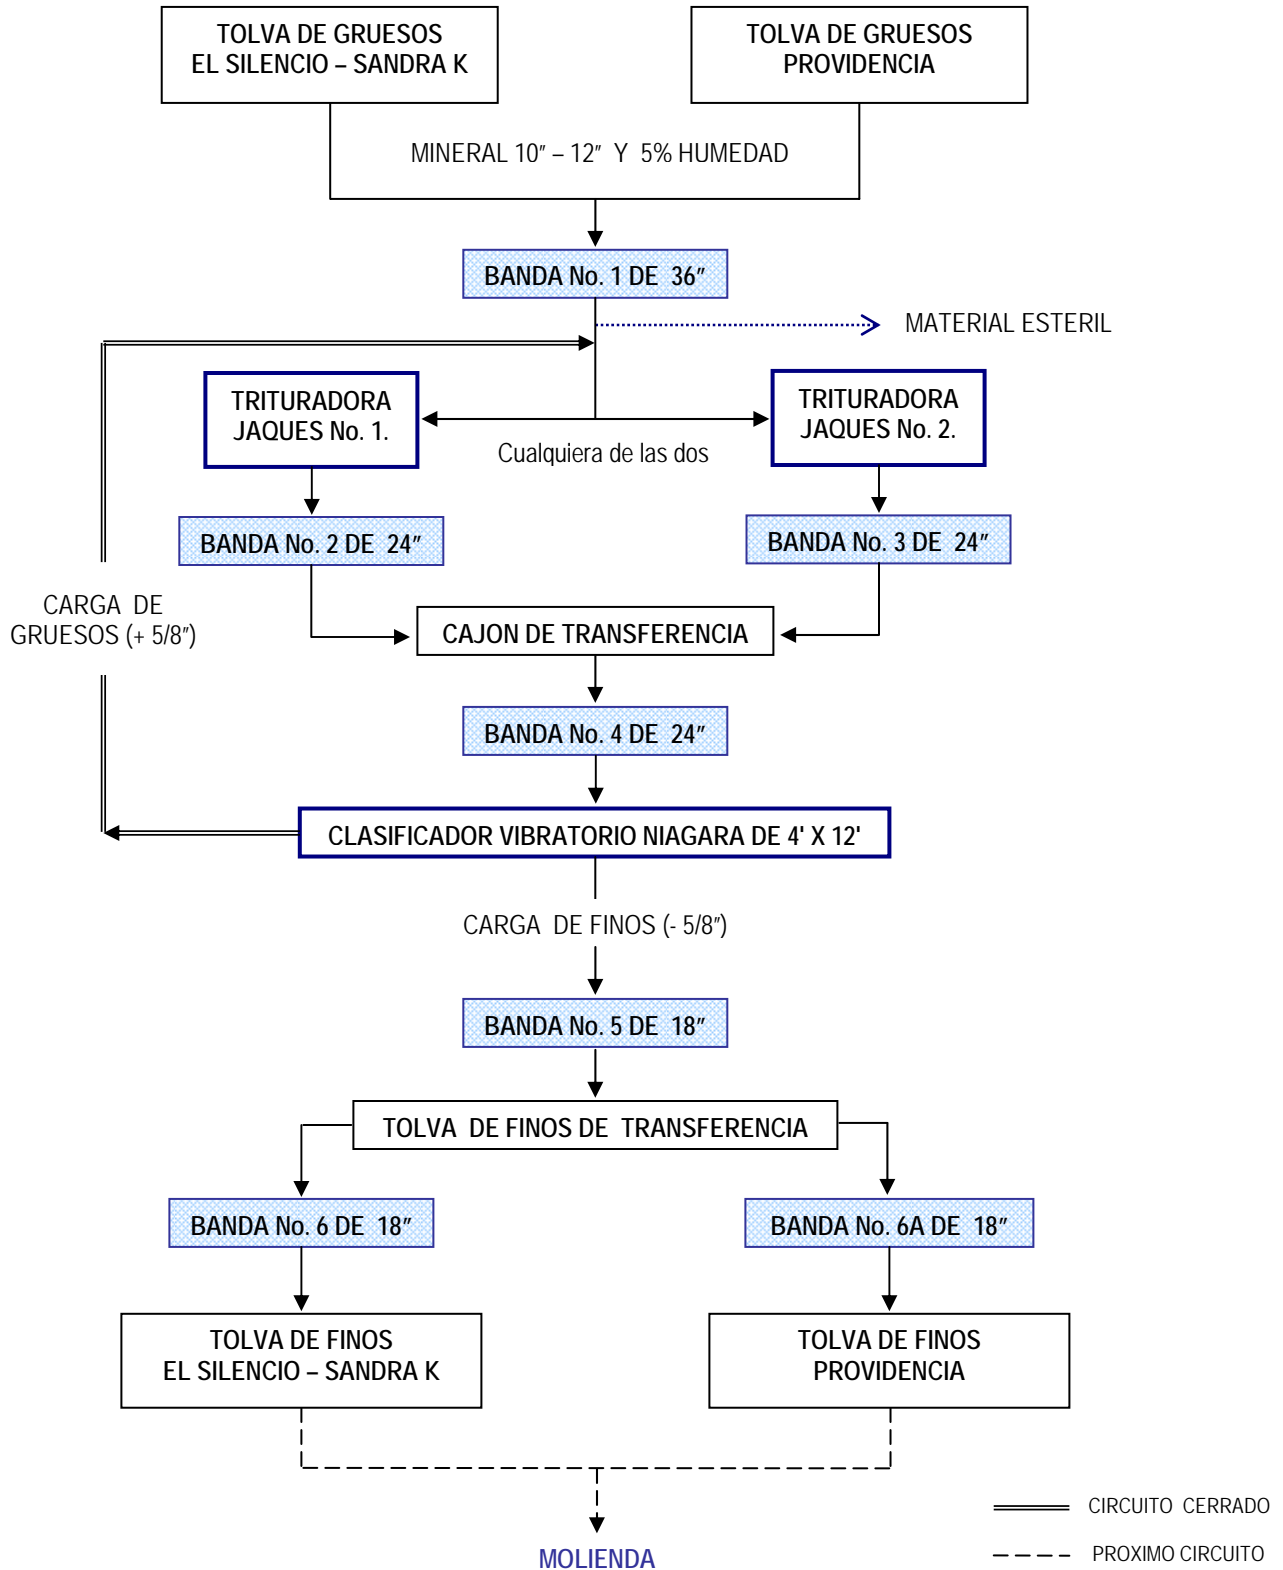 TOLVA DE GRUESOS
EL SILENCIO – SANDRA K
TOLVA DE GRUESOS
PROVIDENCIA
MINERAL 10” – 12” Y 5% HUMEDAD
BANDA No. 1 DE 36”
MATERIAL ESTERIL
TRITURADORA
JAQUES No. 1.
TRITURADORA
JAQUES No. 2.
Cualquiera de las dos
BANDA No. 2 DE 24”
BANDA No. 3 DE 24”
CARGA DE
GRUESOS (+ 5/8”)
CAJON DE TRANSFERENCIA
BANDA No. 4 DE 24”
CLASIFICADOR VIBRATORIO NIAGARA DE 4' X 12'
CARGA DE FINOS (- 5/8”)
BANDA No. 5 DE 18”
TOLVA DE FINOS DE TRANSFERENCIA
BANDA No. 6 DE 18”
BANDA No. 6A DE 18”
TOLVA DE FINOS
EL SILENCIO – SANDRA K
TOLVA DE FINOS
PROVIDENCIA
CIRCUITO CERRADO
PROXIMO CIRCUITO
MOLIENDA